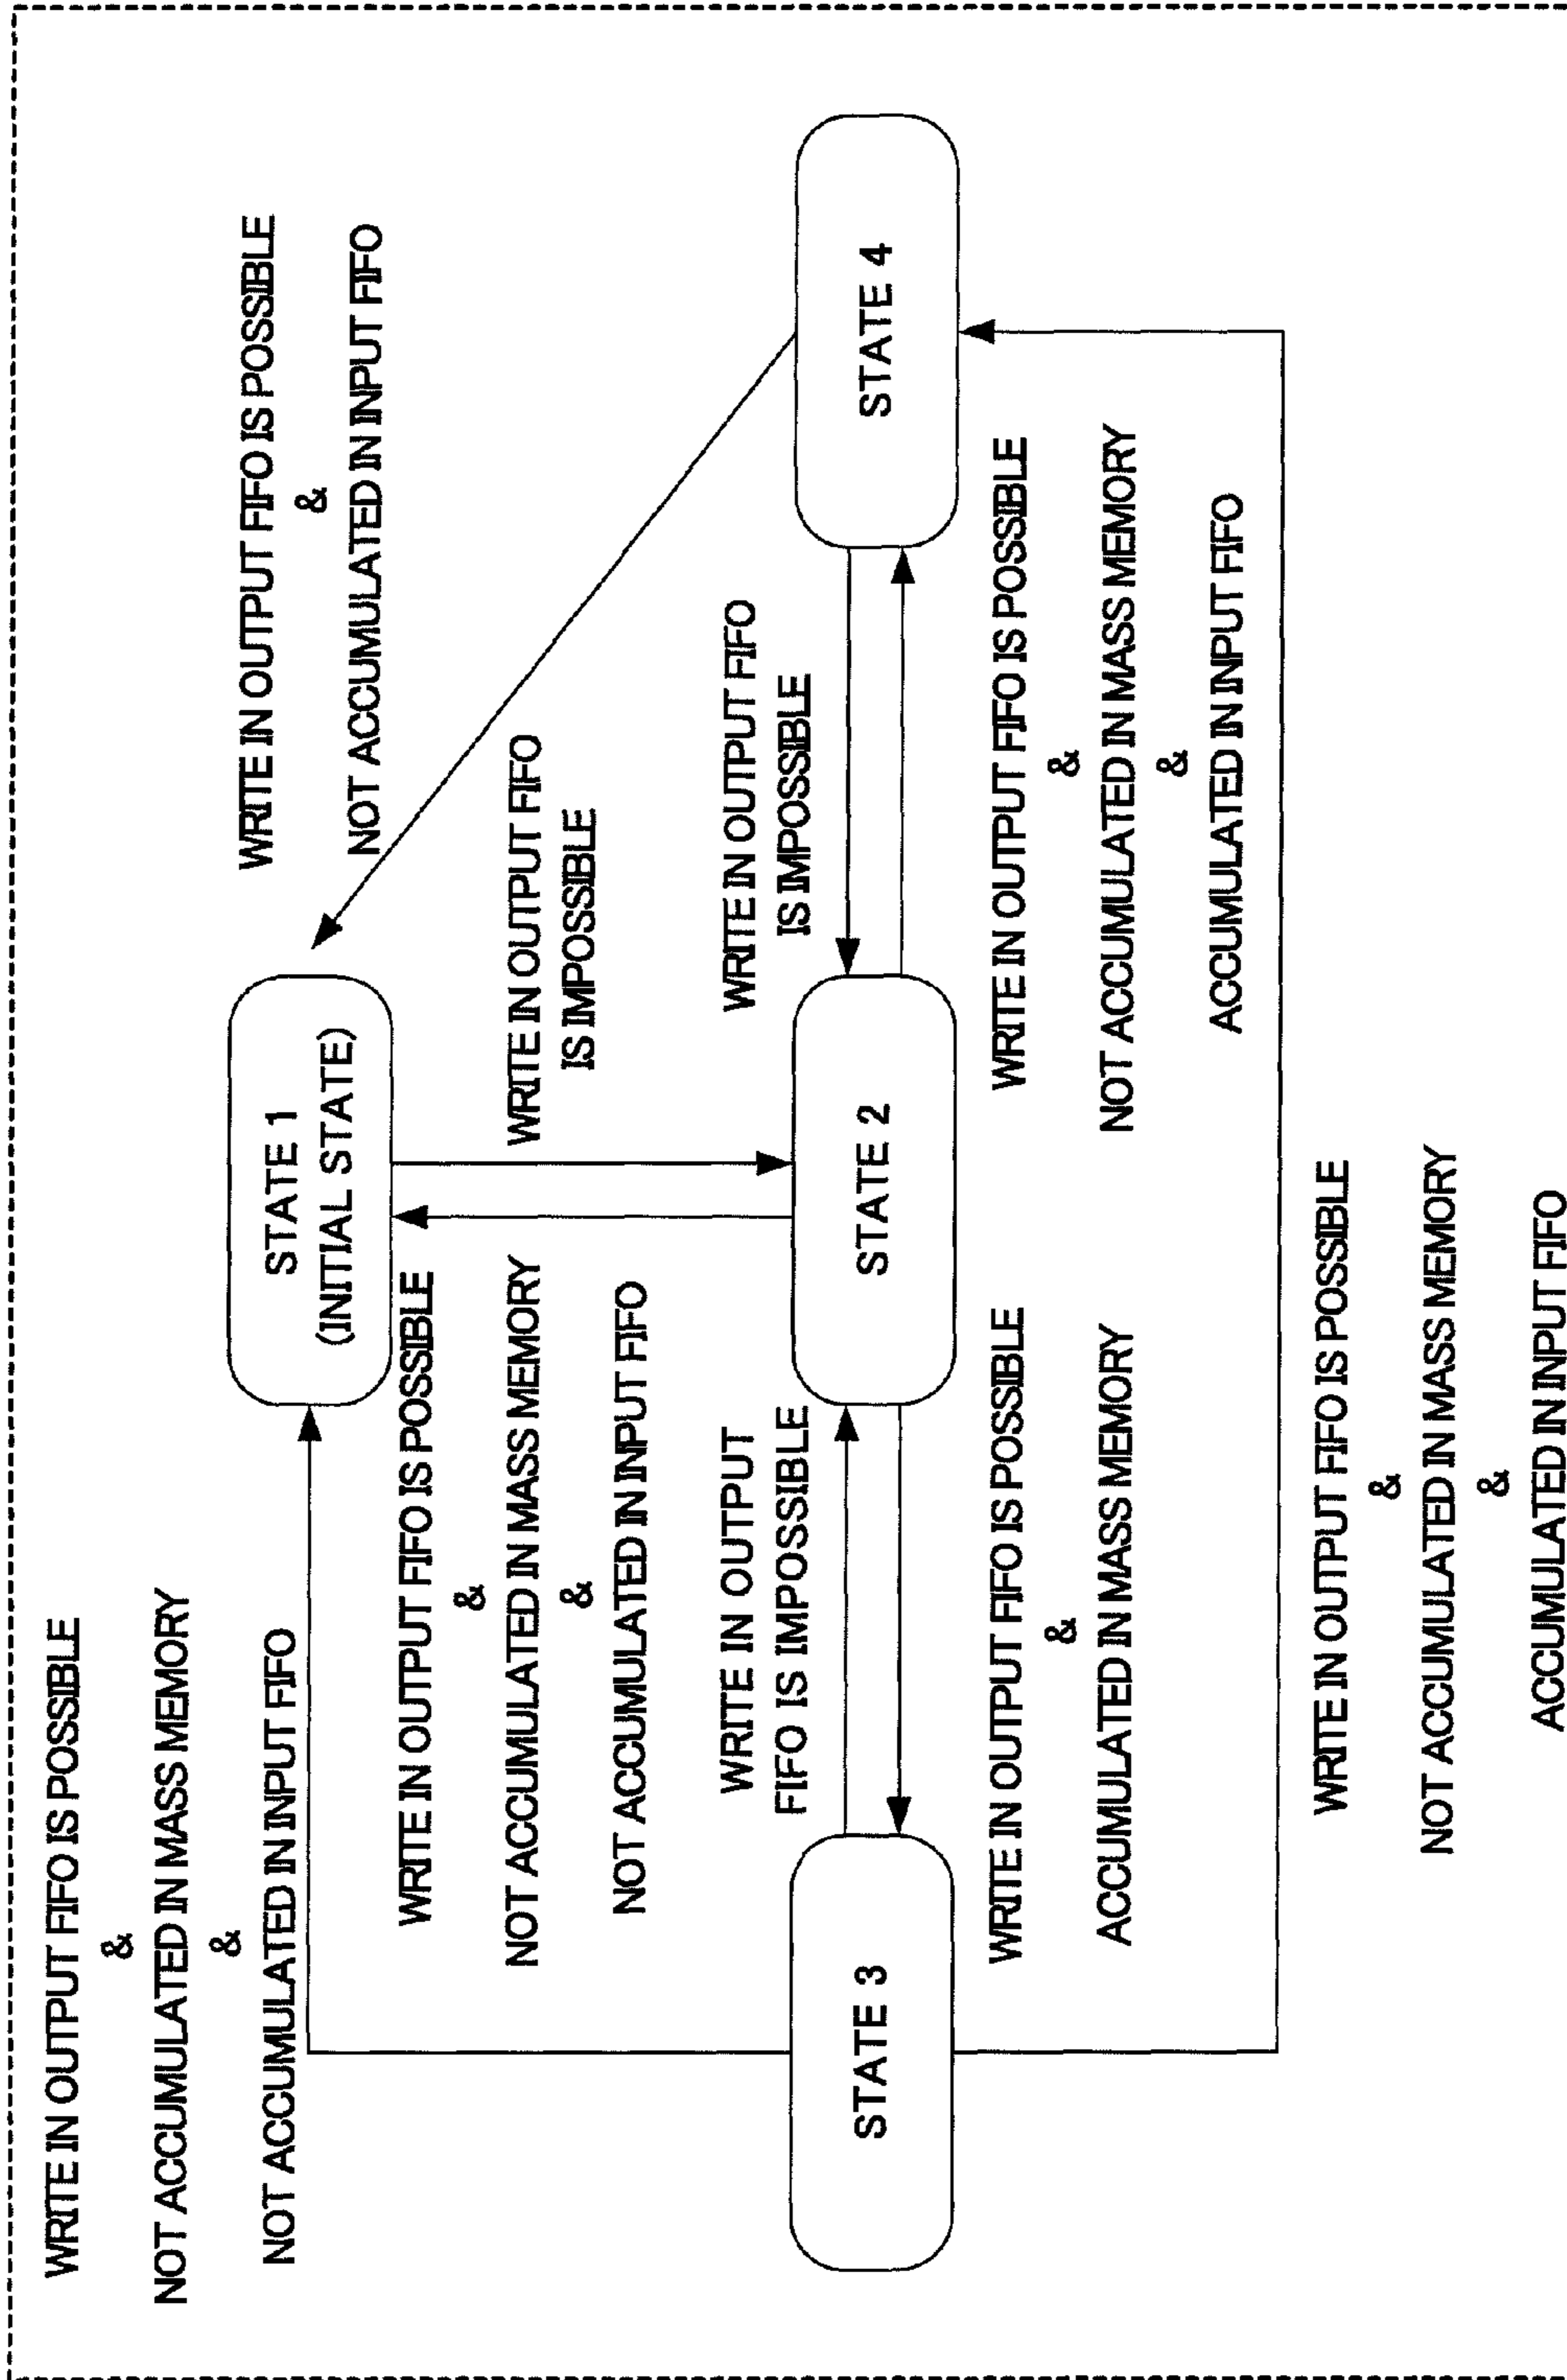 WRITE IN OUTPUT FIFO IS POSSIBLE
&
NOT ACCUMULATED IN MASS MEMORY
&
NOT ACCUMULATED IN INPUT FIFO
STATE 1
(INITIAL STATE)
WRITE IN OUTPUT FIFO IS POSSIBLE
&
NOT ACCUMULATED IN INPUT FIFO
WRITE IN OUTPUT FIFO IS POSSIBLE
&
NOT ACCUMULATED IN MASS MEMORY
&
NOT ACCUMULATED IN INPUT FIFO
WRITE IN OUTPUT FIFO
IS IMPOSSIBLE
WRITE IN OUTPUT
FIFO IS IMPOSSIBLE
WRITE IN OUTPUT FIFO
IS IMPOSSIBLE
STATE 3
STATE 2
STATE 4
WRITE IN OUTPUT FIFO IS POSSIBLE
&
ACCUMULATED IN MASS MEMORY
WRITE IN OUTPUT FIFO IS POSSIBLE
&
NOT ACCUMULATED IN MASS MEMORY
&
ACCUMULATED IN INPUT FIFO
WRITE IN OUTPUT FIFO IS POSSIBLE
&
NOT ACCUMULATED IN MASS MEMORY
&
ACCUMULATED IN INPUT FIFO